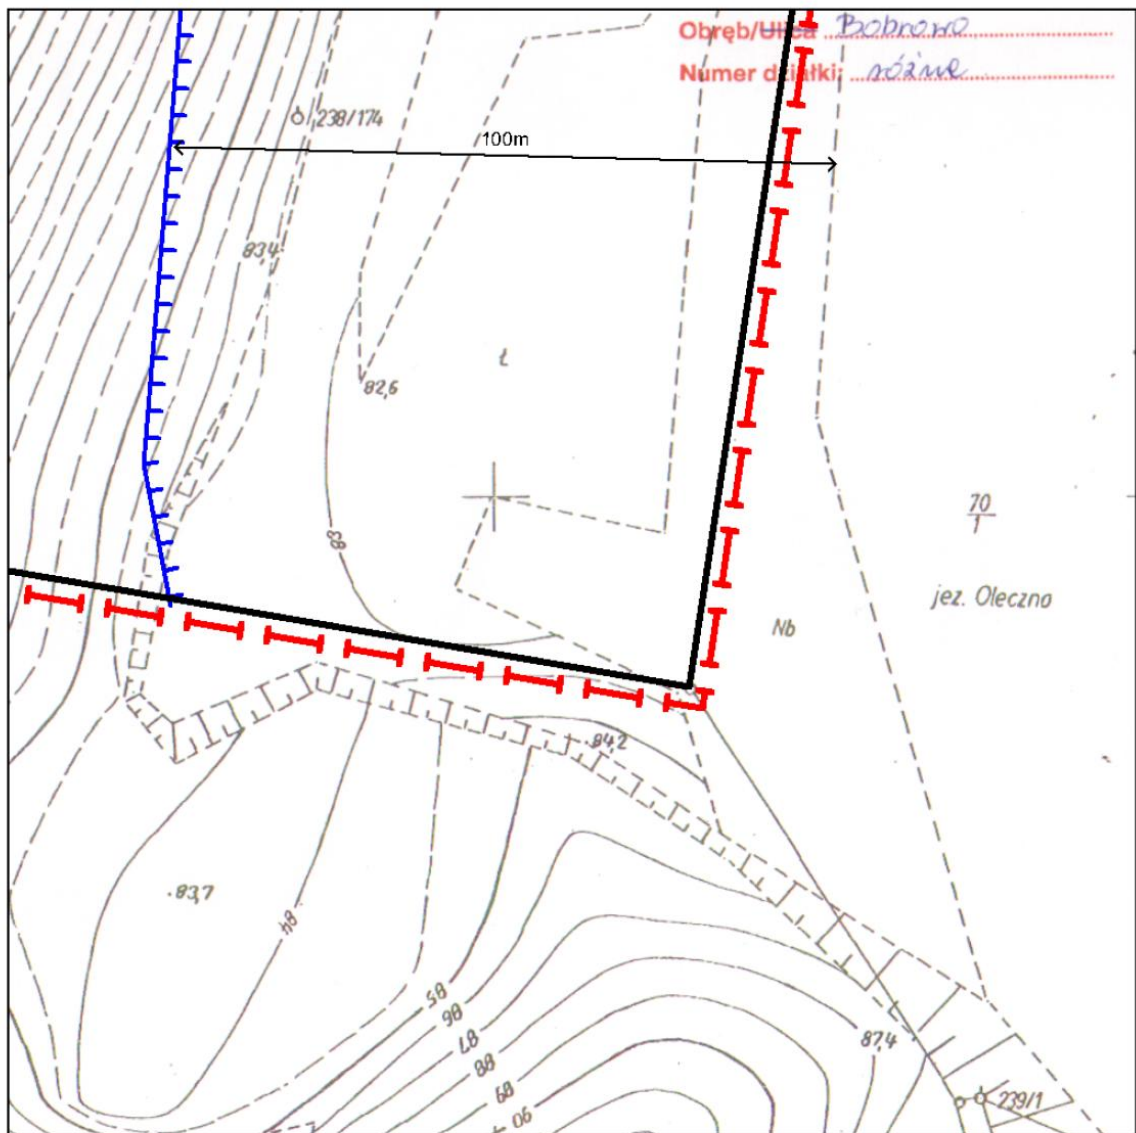 Obręb/Ulica Bobrowo
Numer działki: różne
238/174
100m
83,4
82,6
Ł
83
70
1
jez. Oleczno
Nb
84,2
83,7
84
85
86
87
88
89
90
87,4
239/1